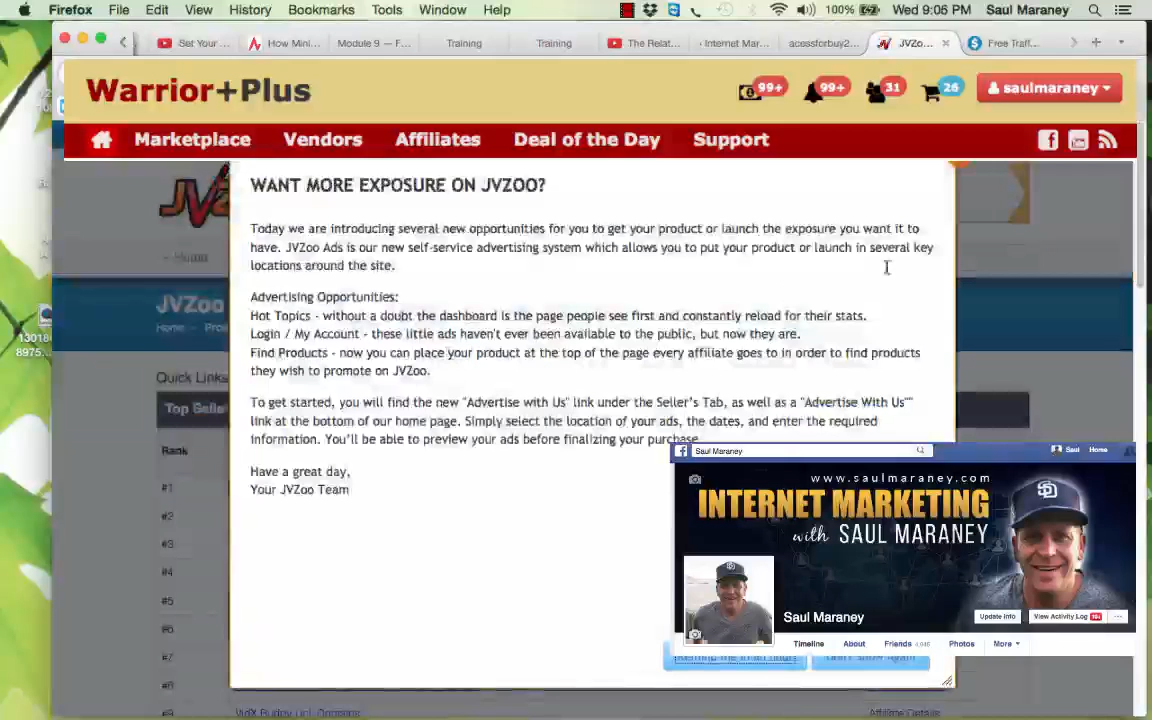 Firefox File Edit View History Bookmarks Tools Window Help 100% Wed 9:06 PM Saul Maraney
Set Your ... How Mini... Module 9 — F... Training Training The Relat... Internet Mar... acessforbuy2... JVZo... Free Traff...
Warrior+Plus 99+ 99+ 31 26 saulmaraney
Marketplace Vendors Affiliates Deal of the Day Support
JVZ
WANT MORE EXPOSURE ON JVZOO?
Today we are introducing several new opportunities for you to get your product or launch the exposure you want it to
have. JVZoo Ads is our new self-service advertising system which allows you to put your product or launch in several key
locations around the site.
Home
Advertising Opportunities:
Hot Topics - without a doubt the dashboard is the page people see first and constantly reload for their stats.
Login / My Account - these little ads haven't ever been available to the public, but now they are.
Find Products - now you can place your product at the top of the page every affiliate goes to in order to find products
they wish to promote on JVZoo.
JVZoo
Home
13018
8975...
To get started, you will find the new "Advertise with Us" link under the Seller's Tab, as well as a "Advertise With Us""
link at the bottom of our home page. Simply select the location of your ads, the dates, and enter the required
information. You'll be able to preview your ads before finalizing your purchase
Have a great day,
Your JVZoo Team
Quick Links
Top Selle
Rank
#1
#2
#3
#4
#5
#6
#7
#8
#9
Affiliate Details
Saul Maraney Saul Home
www.saulmaraney.com
INTERNET MARKETING
with SAUL MARANEY
SD
Saul Maraney
Update Info View Activity Log
Timeline About Friends Photos More
Don't Show Again